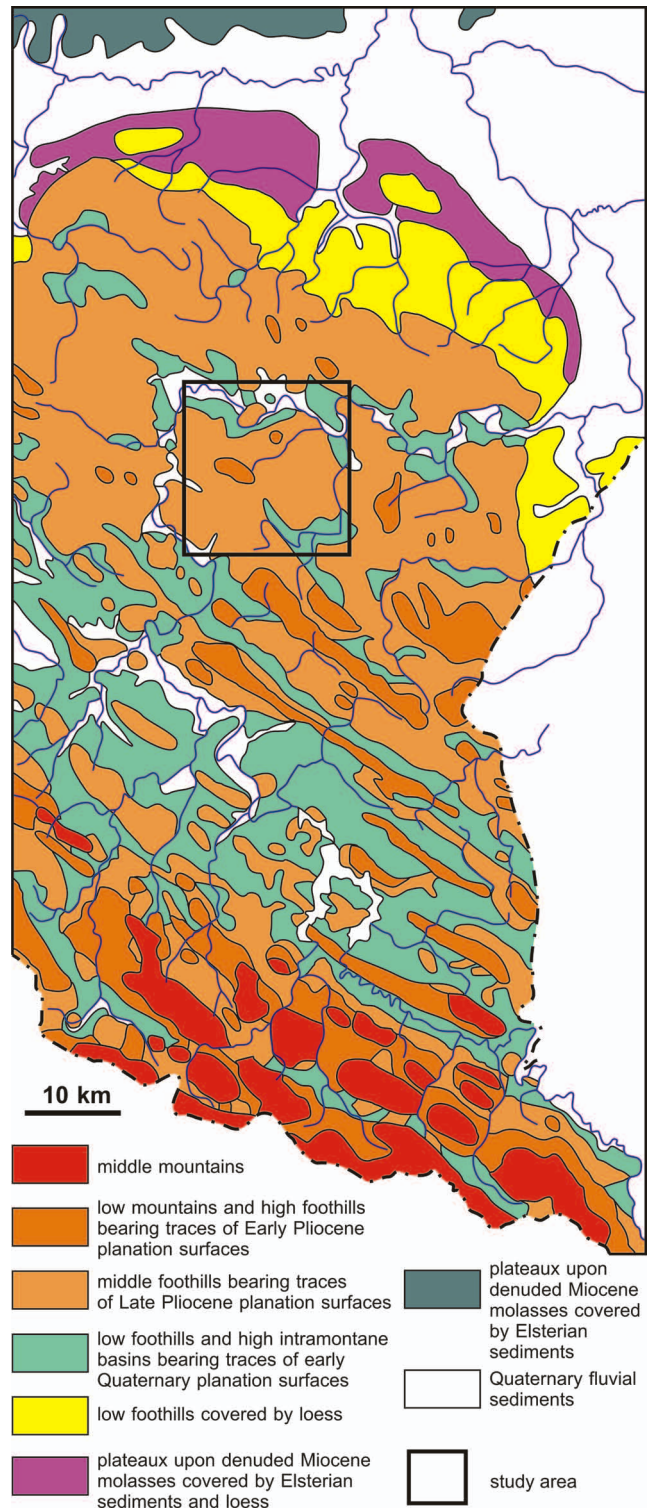 10 km
middle mountains
low mountains and high foothills
bearing traces of Early Pliocene
planation surfaces
middle foothills bearing traces
of Late Pliocene planation surfaces
low foothills and high intramontane
basins bearing traces of early
Quaternary planation surfaces
low foothills covered by loess
plateaux upon denuded Miocene
molasses covered by Elsterian
sediments and loess
plateaux upon
denuded Miocene
molasses covered
by Elsterian
sediments
Quaternary fluvial
sediments
study area